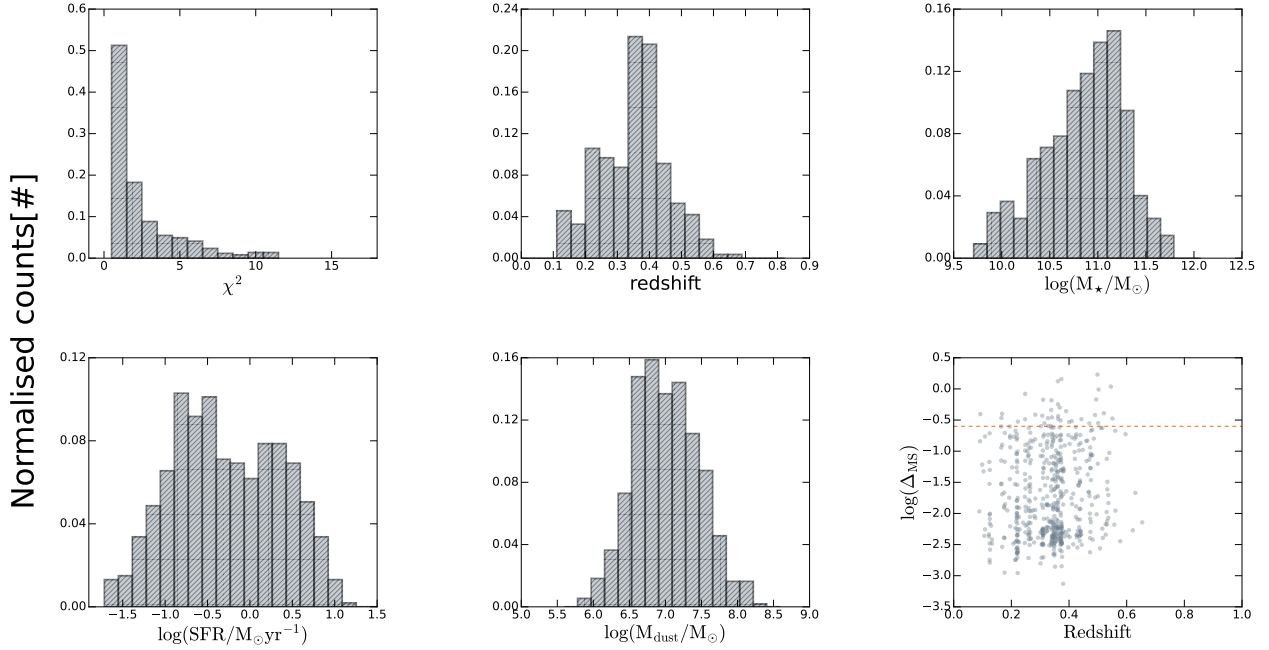 Normalised counts[#]
0.6
0.5
0.4
0.3
0.2
0.1
0.0
0 5 10 15
χ²
0.24
0.20
0.16
0.12
0.08
0.04
0.00
0.0 0.1 0.2 0.3 0.4 0.5 0.6 0.7 0.8 0.9
redshift
0.16
0.12
0.08
0.04
0.00
9.5 10.0 10.5 11.0 11.5 12.0 12.5
log(M⋆/M⊙)
0.12
0.08
0.04
0.00
−1.5 −1.0 −0.5 0.0 0.5 1.0 1.5
log(SFR/M⊙yr⁻¹)
0.16
0.12
0.08
0.04
0.00
5.0 5.5 6.0 6.5 7.0 7.5 8.0 8.5 9.0
log(Mdust/M⊙)
log(ΔMS)
0.5
0.0
−0.5
−1.0
−1.5
−2.0
−2.5
−3.0
−3.5
0.0 0.2 0.4 0.6 0.8 1.0
Redshift